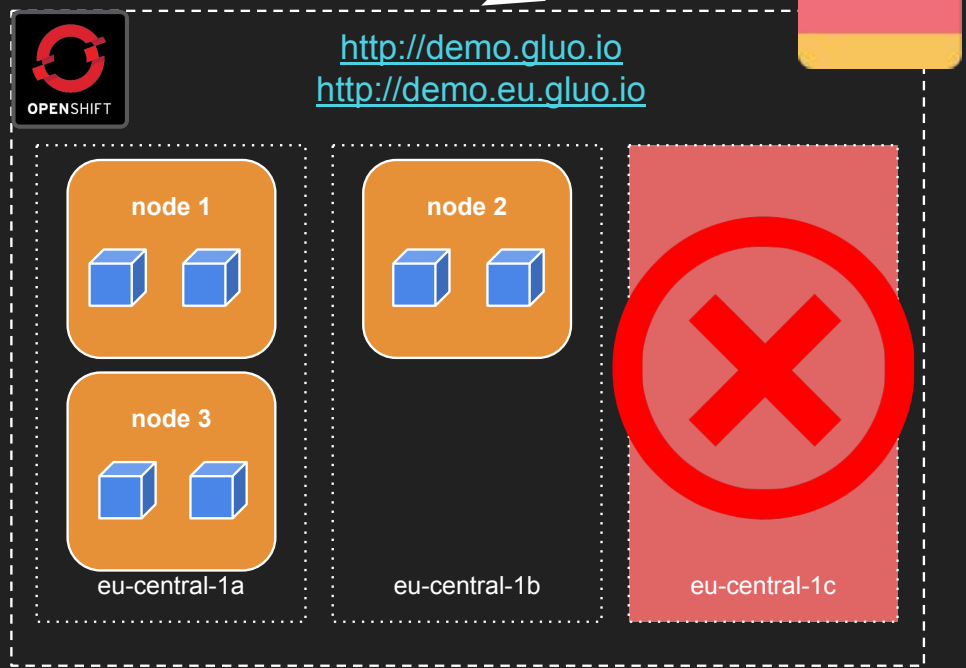 OPENSHIFT
http://demo.gluo.io
http://demo.eu.gluo.io
node 1
node 2
node 3
eu-central-1a
eu-central-1b
eu-central-1c